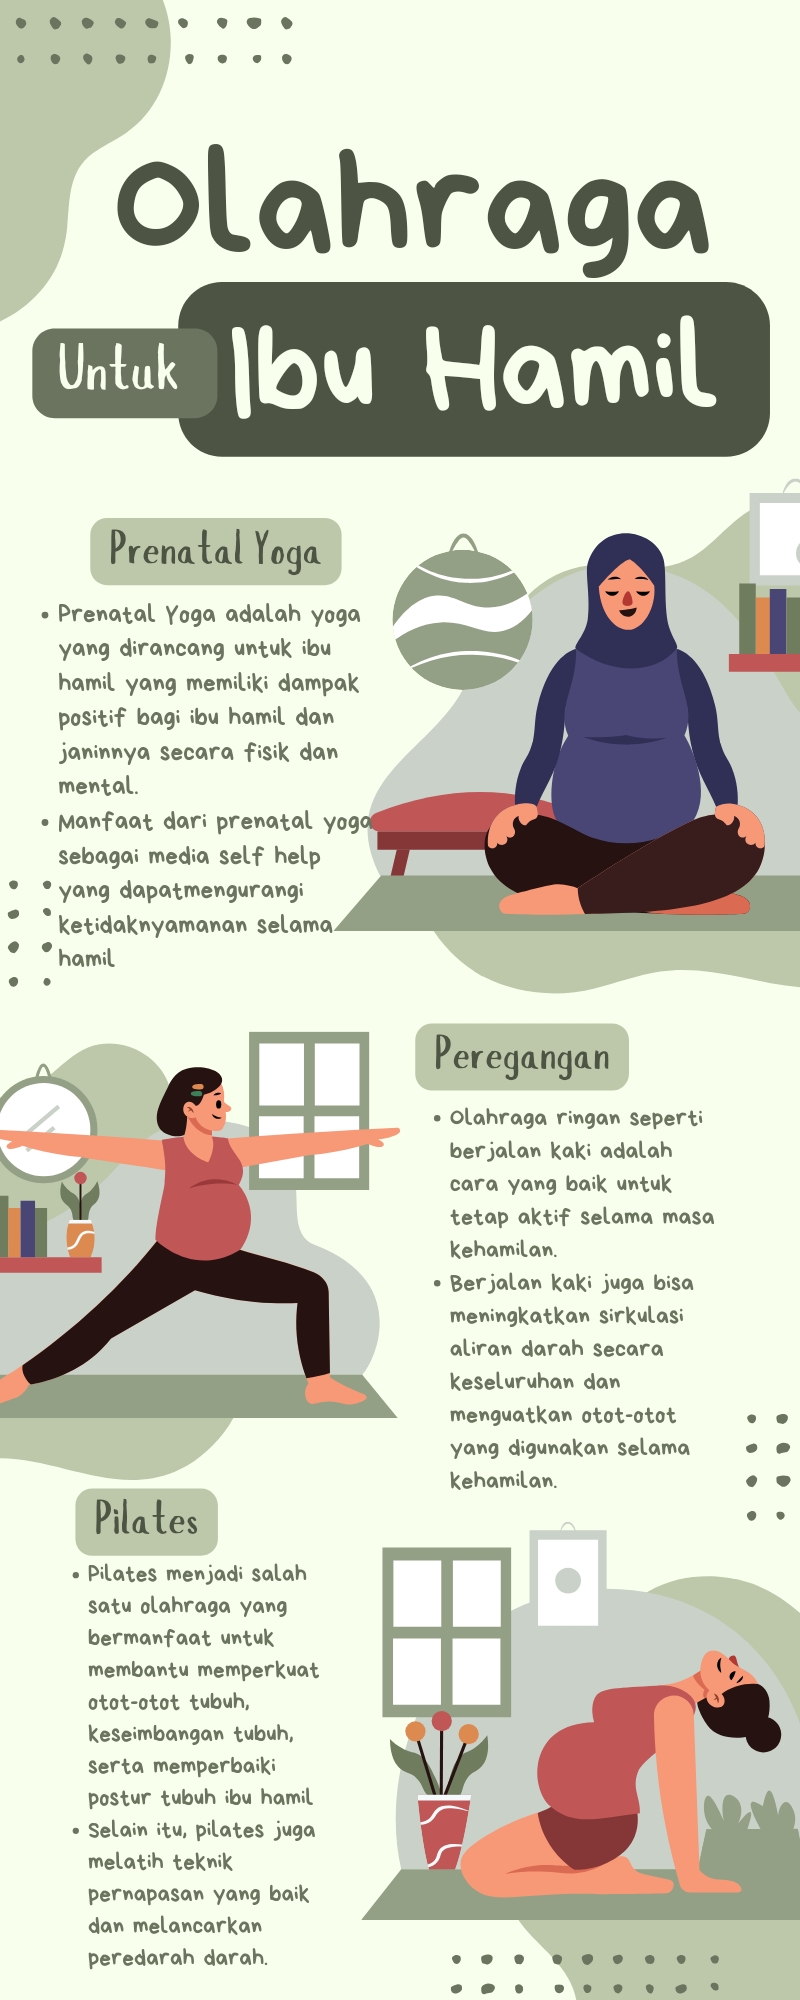 Olahraga
Untuk Ibu Hamil
Prenatal Yoga
• Prenatal Yoga adalah yoga
yang dirancang untuk ibu
hamil yang memiliki dampak
positif bagi ibu hamil dan
janinnya secara fisik dan
mental.
• Manfaat dari prenatal yoga
sebagai media self help
yang dapatmengurangi
ketidaknyamanan selama
hamil
Peregangan
• Olahraga ringan seperti
berjalan kaki adalah
cara yang baik untuk
tetap aktif selama masa
kehamilan.
• Berjalan kaki juga bisa
meningkatkan sirkulasi
aliran darah secara
keseluruhan dan
menguatkan otot-otot
yang digunakan selama
kehamilan.
Pilates
• Pilates menjadi salah
satu olahraga yang
bermanfaat untuk
membantu memperkuat
otot-otot tubuh,
keseimbangan tubuh,
serta memperbaiki
postur tubuh ibu hamil
• Selain itu, pilates juga
melatih teknik
pernapasan yang baik
dan melancarkan
peredarah darah.